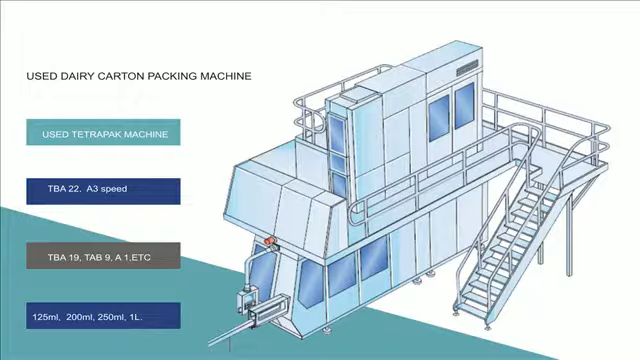 USED DAIRY CARTON PACKING MACHINE
USED TETRAPAK MACHINE
TBA 22. A3 speed
TBA 19, TAB 9, A 1,ETC
125ml, 200ml, 250ml, 1L.